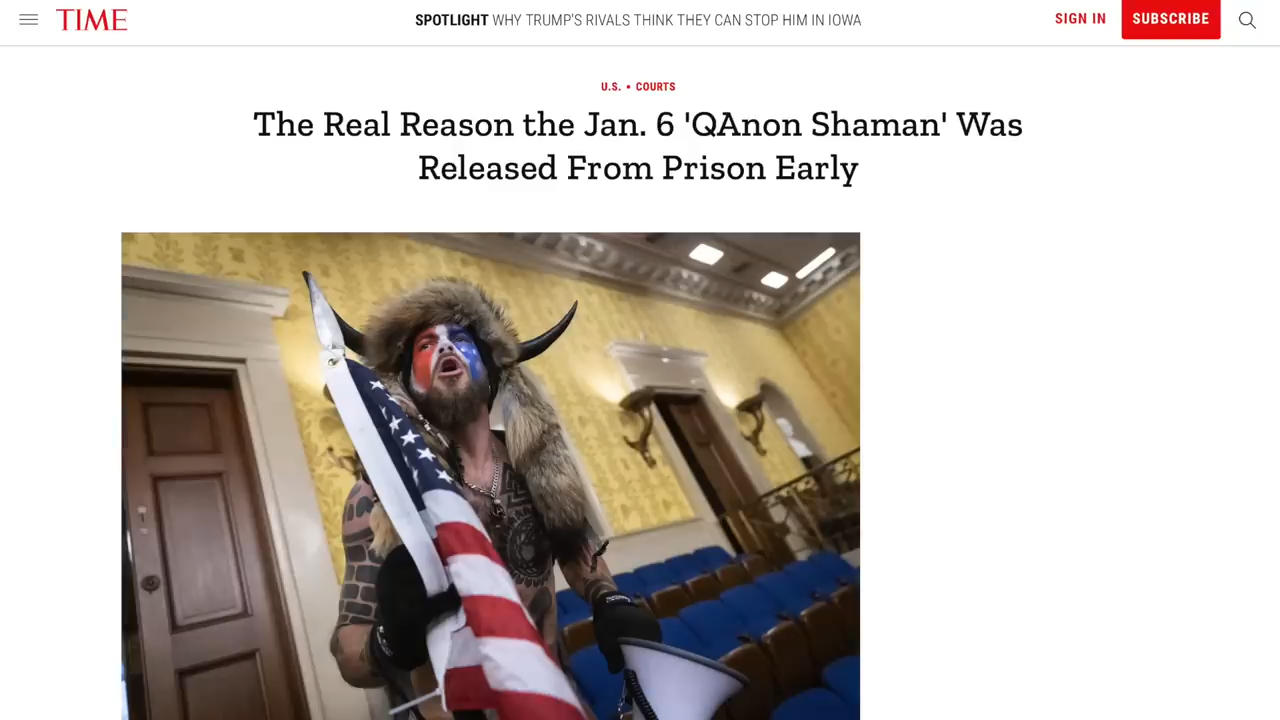 TIME
SPOTLIGHT WHY TRUMP'S RIVALS THINK THEY CAN STOP HIM IN IOWA
SIGN IN
SUBSCRIBE
U.S. • COURTS
The Real Reason the Jan. 6 'QAnon Shaman' Was
Released From Prison Early